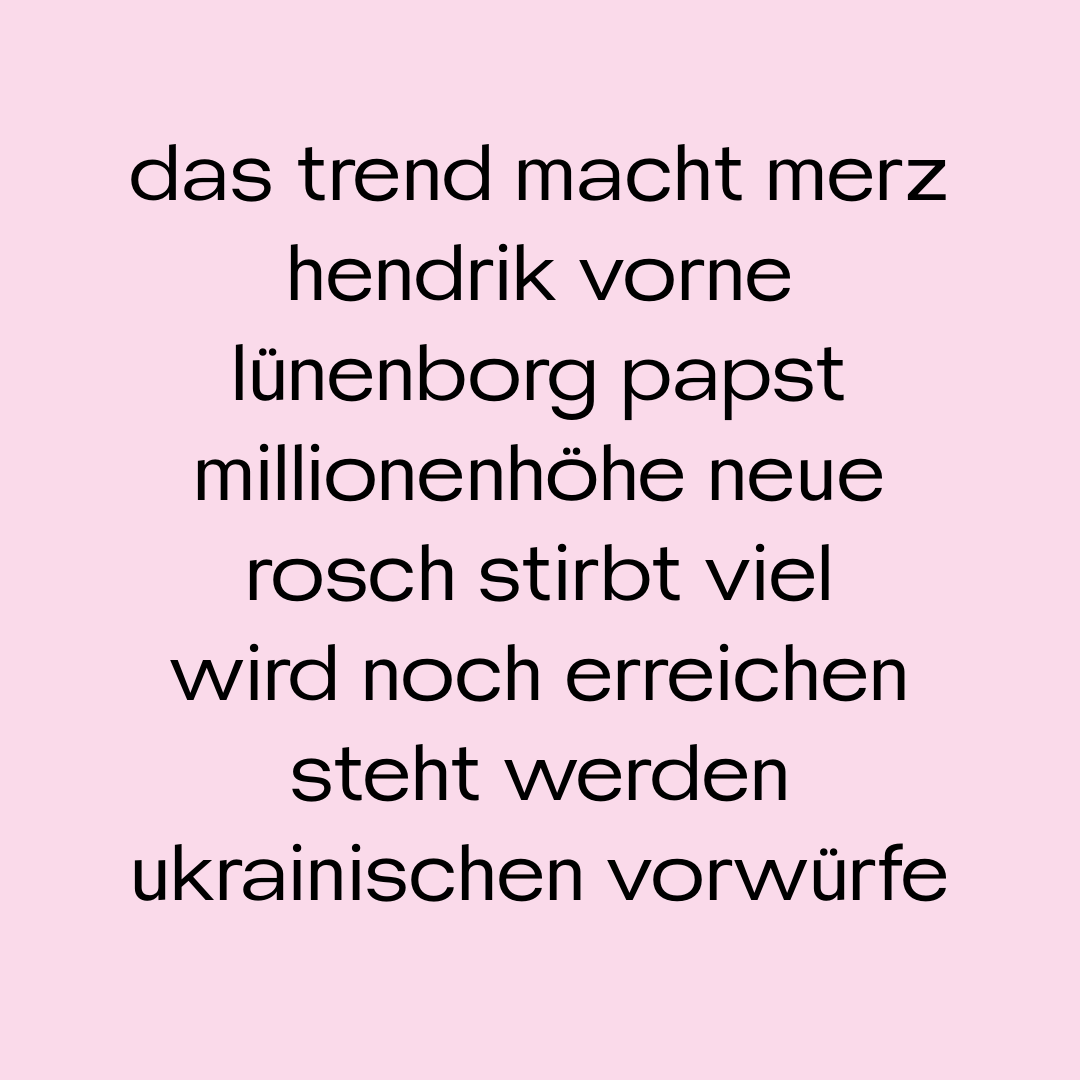 das trend macht merz
hendrik vorne
lünenborg papst
millionenhöhe neue
rosch stirbt viel
wird noch erreichen
steht werden
ukrainischen vorwürfe